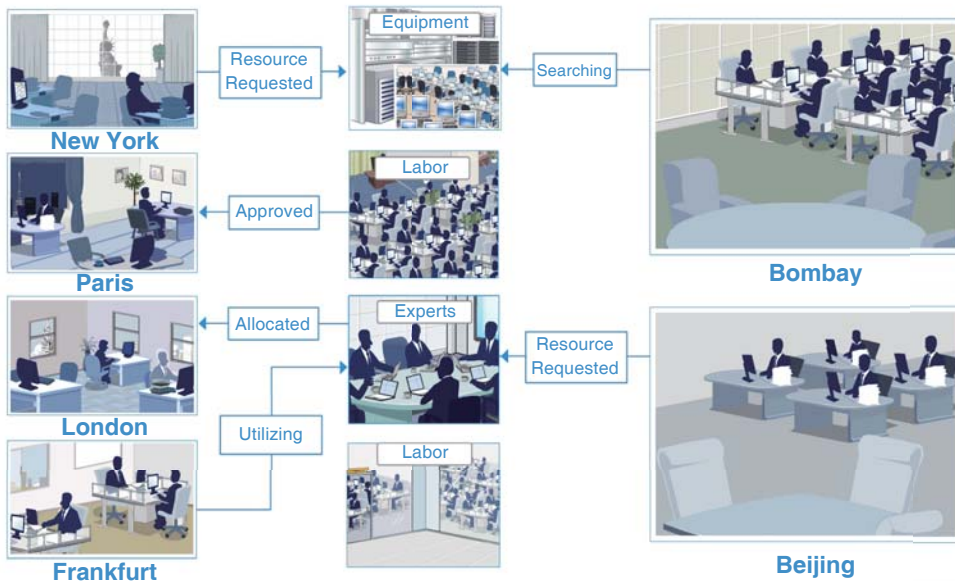 Equipment
Resource
Requested
Searching
New York
Labor
Approved
Paris
Bombay
Experts
Allocated
Resource
Requested
London
Utilizing
Labor
Frankfurt
Beijing